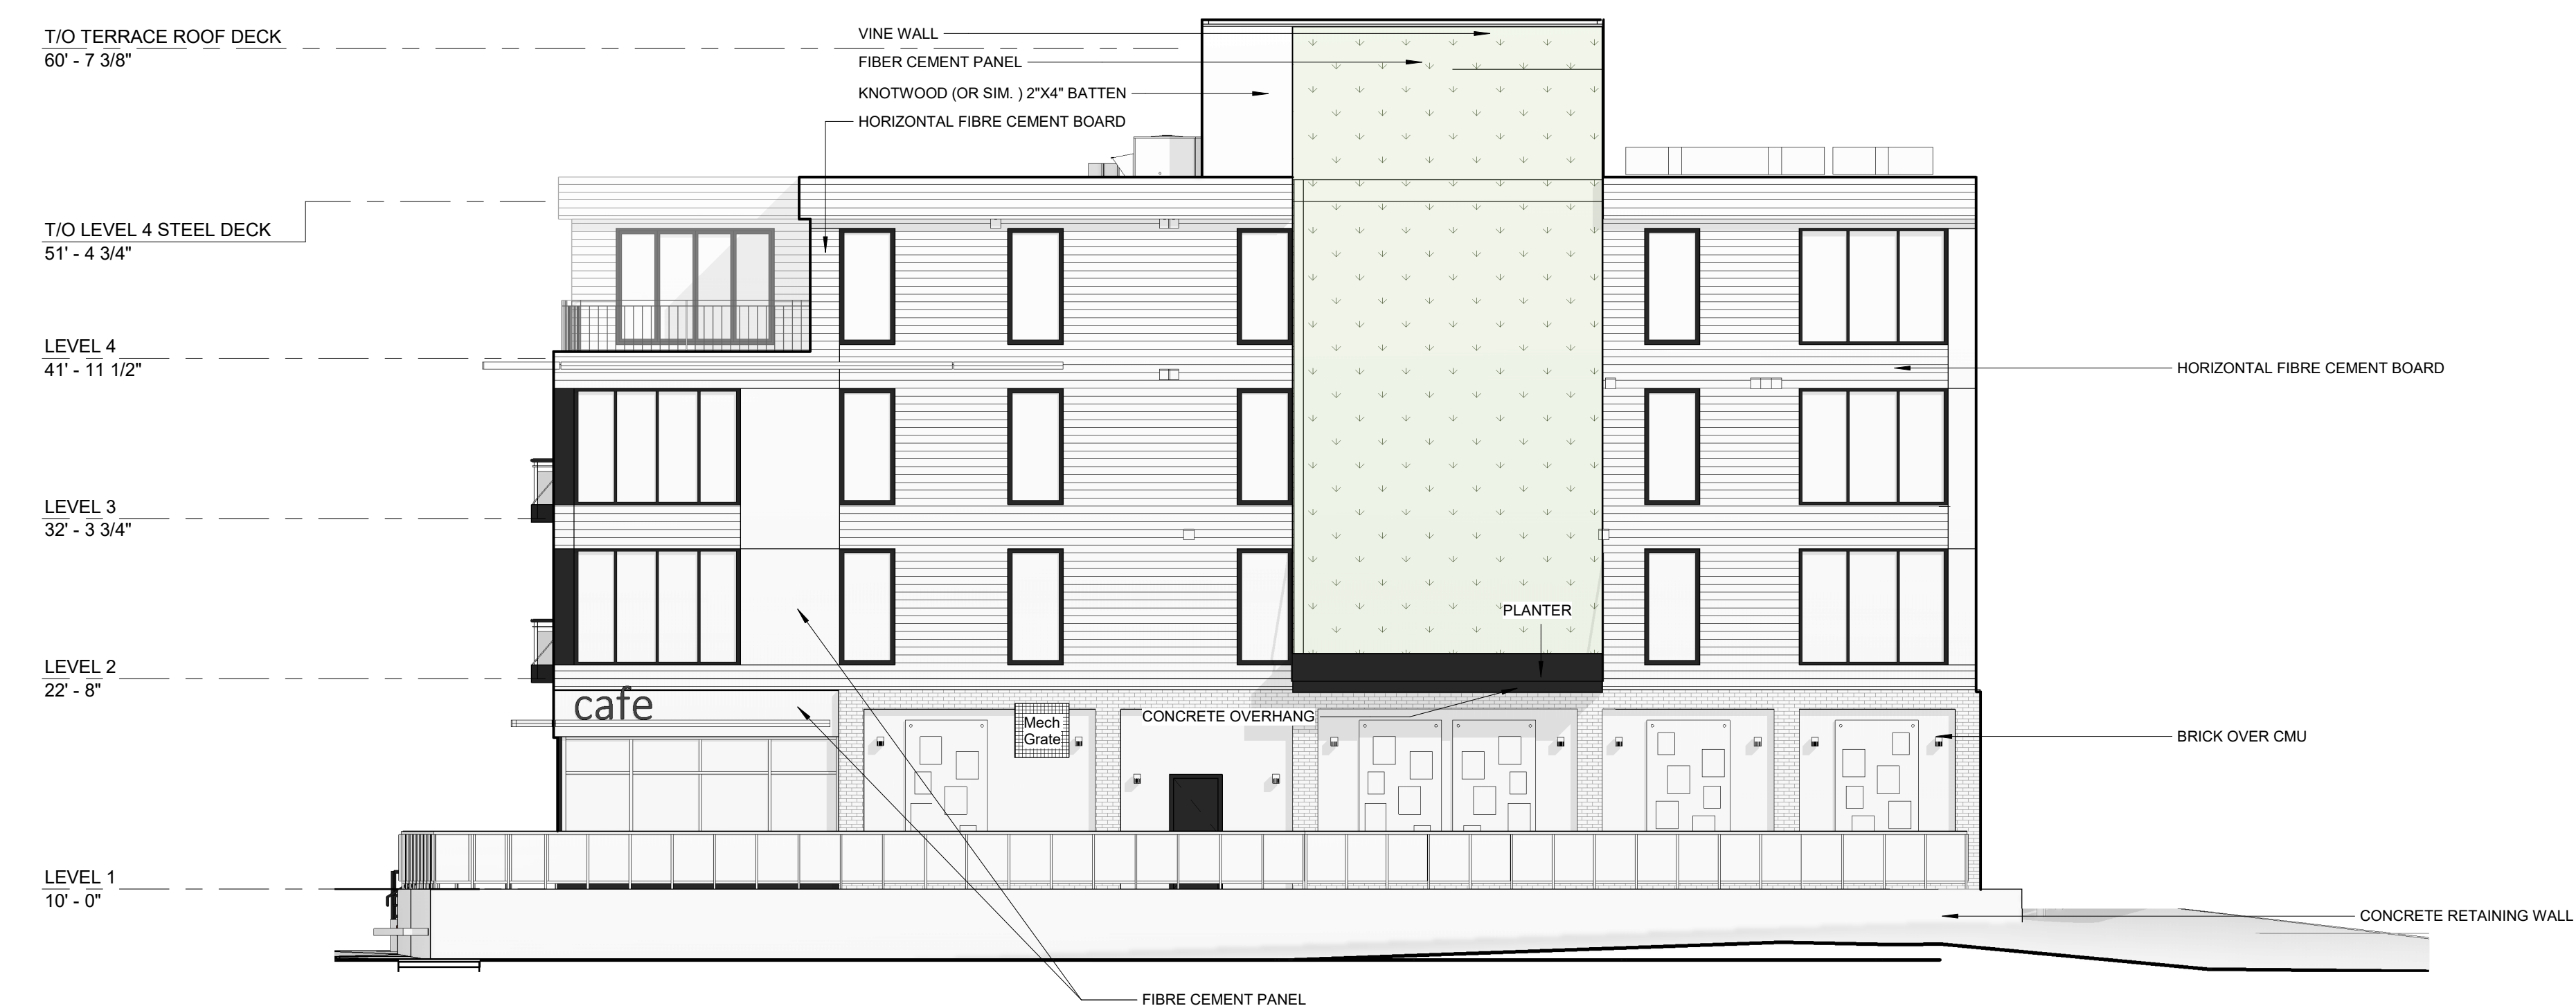 T/O TERRACE ROOF DECK
60' - 7 3/8"
VINE WALL
FIBER CEMENT PANEL
KNOTWOOD (OR SIM. ) 2"X4" BATTEN
HORIZONTAL FIBRE CEMENT BOARD
T/O LEVEL 4 STEEL DECK
51' - 4 3/4"
LEVEL 4
41' - 11 1/2"
HORIZONTAL FIBRE CEMENT BOARD
LEVEL 3
32' - 3 3/4"
PLANTER
LEVEL 2
22' - 8"
cafe
CONCRETE OVERHANG
Mech
Grate
BRICK OVER CMU
LEVEL 1
10' - 0"
CONCRETE RETAINING WALL
FIBRE CEMENT PANEL